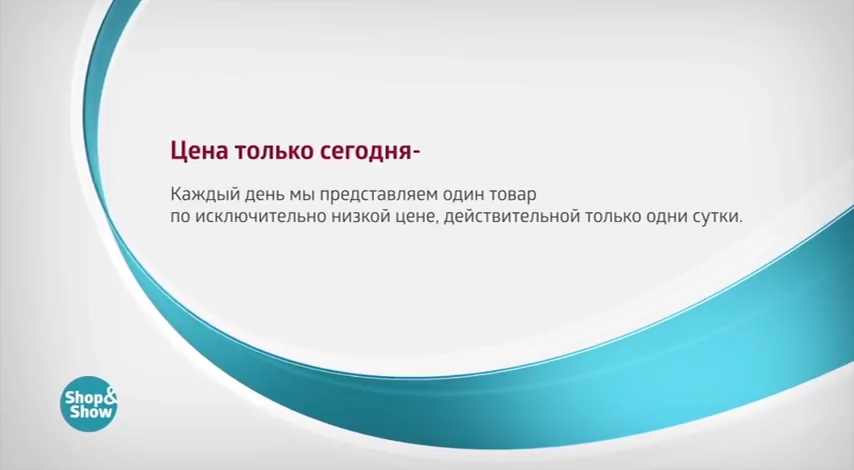 Цена только сегодня-
Каждый день мы представляем один товар
по исключительно низкой цене, действительной только одни сутки.
Shop&
Show